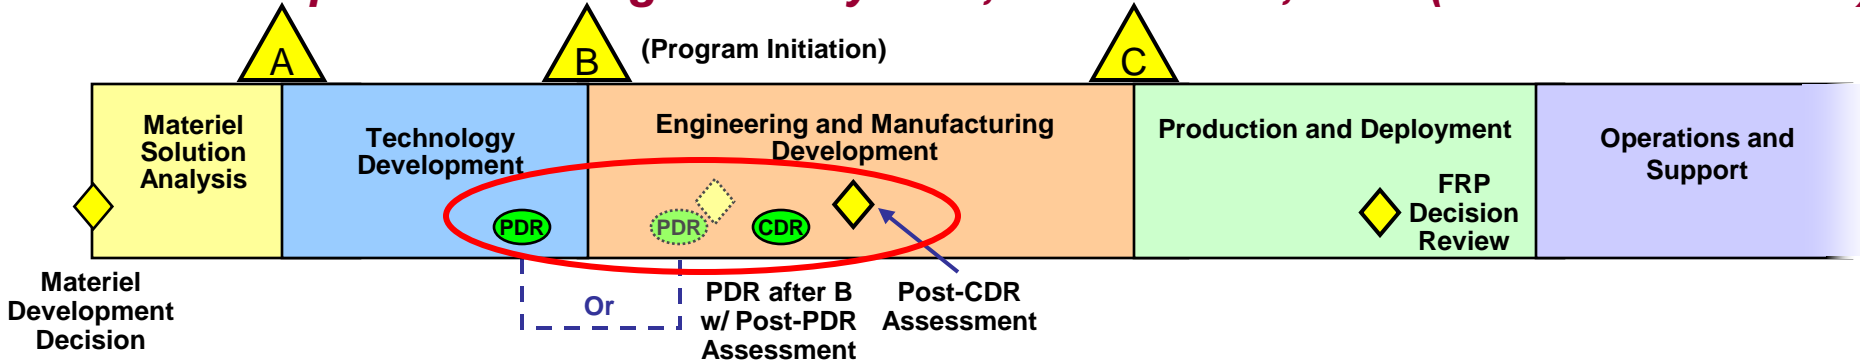 A
B
(Program Initiation)
C
Materiel
Solution
Analysis
Technology
Development
Engineering and Manufacturing
Development
Production and Deployment
Operations and
Support
PDR
PDR
CDR
FRP
Decision
Review
Materiel
Development
Decision
Or
PDR after B
w/ Post-PDR
Assessment
Post-CDR
Assessment